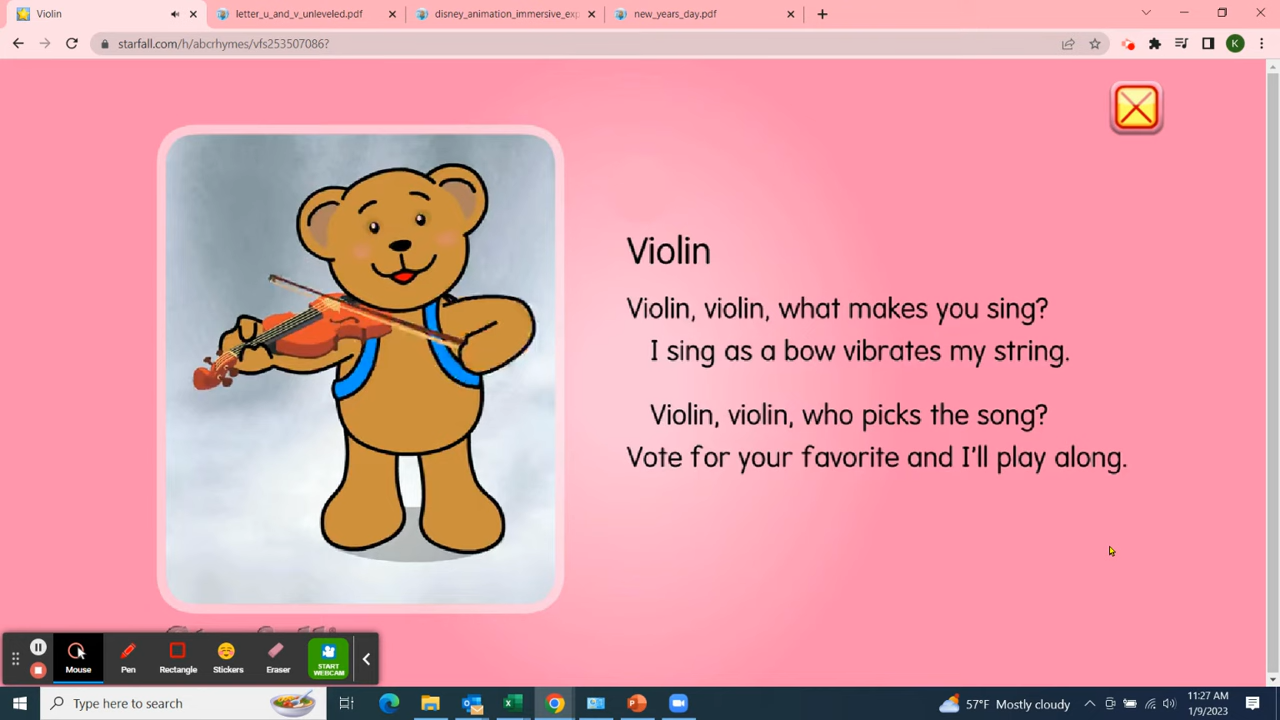 Violin
letter_u_and_v_unleveled.pdf
disney_animation_immersive_exp
new_years_day.pdf
starfall.com/h/abcrhymes/vfs253507086?
K
Violin
Violin, violin, what makes you sing?
I sing as a bow vibrates my string.
Violin, violin, who picks the song?
Vote for your favorite and I'll play along.
Mouse
Pen
Rectangle
Stickers
Eraser
START WEBCAM
Type here to search
57°F Mostly cloudy
11:27 AM
1/9/2023